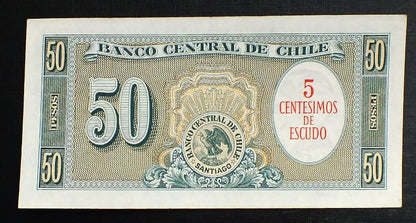 50
BANCO CENTRAL DE CHILE
50
PESOS
50
BANCO CENTRAL DE CHILE
SANTIAGO
5
CENTESIMOS
DE
ESCUDO
PESOS
50
50